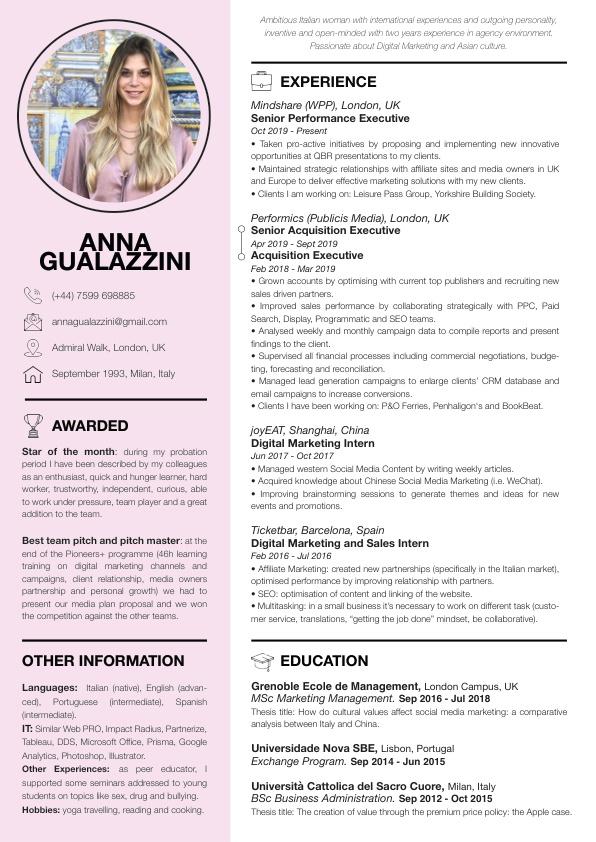 ANNA
GUALAZZINI
(+44) 7599 698885
annagualazzini@gmail.com
Admiral Walk, London, UK
September 1993, Milan, Italy
AWARDED
Star of the month: during my probation
period I have been described by my colleagues
as an enthusiast, quick and hunger learner, hard
worker, trustworthy, independent, curious, able
to work under pressure, team player and a great
addition to the team.
Best team pitch and pitch master: at the
end of the Pioneers+ programme (46h learning
training on digital marketing channels and
campaigns, client relationship, media owners
partnership and personal growth) we had to
present our media plan proposal and we won
the competition against the other teams.
OTHER INFORMATION
Languages: Italian (native), English (advan-
ced), Portuguese (intermediate), Spanish
(intermediate).
IT: Similar Web PRO, Impact Radius, Partnerize,
Tableau, DDS, Microsoft Office, Prisma, Google
Analytics, Photoshop, Illustrator.
Other Experiences: as peer educator, I
supported some seminars addressed to young
students on topics like sex, drug and bullying.
Hobbies: yoga travelling, reading and cooking.
Ambitious Italian woman with international experiences and outgoing personality,
inventive and open-minded with two years experience in agency environment.
Passionate about Digital Marketing and Asian culture.
EXPERIENCE
Mindshare (WPP), London, UK
Senior Performance Executive
Oct 2019 - Present
• Taken pro-active initiatives by proposing and implementing new innovative
opportunities at QBR presentations to my clients.
• Maintained strategic relationships with affiliate sites and media owners in UK
and Europe to deliver effective marketing solutions with my new clients.
• Clients I am working on: Leisure Pass Group, Yorkshire Building Society.
Performics (Publicis Media), London, UK
Senior Acquisition Executive
Apr 2019 - Sept 2019
Acquisition Executive
Feb 2018 - Mar 2019
• Grown accounts by optimising with current top publishers and recruiting new
sales driven partners.
• Improved sales performance by collaborating strategically with PPC, Paid
Search, Display, Programmatic and SEO teams.
• Analysed weekly and monthly campaign data to compile reports and present
findings to the client.
• Supervised all financial processes including commercial negotiations, budge-
ting, forecasting and reconciliation.
• Managed lead generation campaigns to enlarge clients' CRM database and
email campaigns to increase conversions.
• Clients I have been working on: P&O Ferries, Penhaligon's and BookBeat.
joyEAT, Shanghai, China
Digital Marketing Intern
Jun 2017 - Oct 2017
• Managed western Social Media Content by writing weekly articles.
• Acquired knowledge about Chinese Social Media Marketing (i.e. WeChat).
• Improving brainstorming sessions to generate themes and ideas for new
events and promotions.
Ticketbar, Barcelona, Spain
Digital Marketing and Sales Intern
Feb 2016 - Jul 2016
• Affiliate Marketing: created new partnerships (specifically in the Italian market),
optimised performance by improving relationship with partners.
• SEO: optimisation of content and linking of the website.
• Multitasking: in a small business it's necessary to work on different task (custo-
mer service, translations, "getting the job done" mindset, be collaborative).
EDUCATION
Grenoble Ecole de Management, London Campus, UK
MSc Marketing Management. Sep 2016 - Jul 2018
Thesis title: How do cultural values affect social media marketing: a comparative
analysis between Italy and China.
Universidade Nova SBE, Lisbon, Portugal
Exchange Program. Sep 2014 - Jun 2015
Università Cattolica del Sacro Cuore, Milan, Italy
BSc Business Administration. Sep 2012 - Oct 2015
Thesis title: The creation of value through the premium price policy: the Apple case.